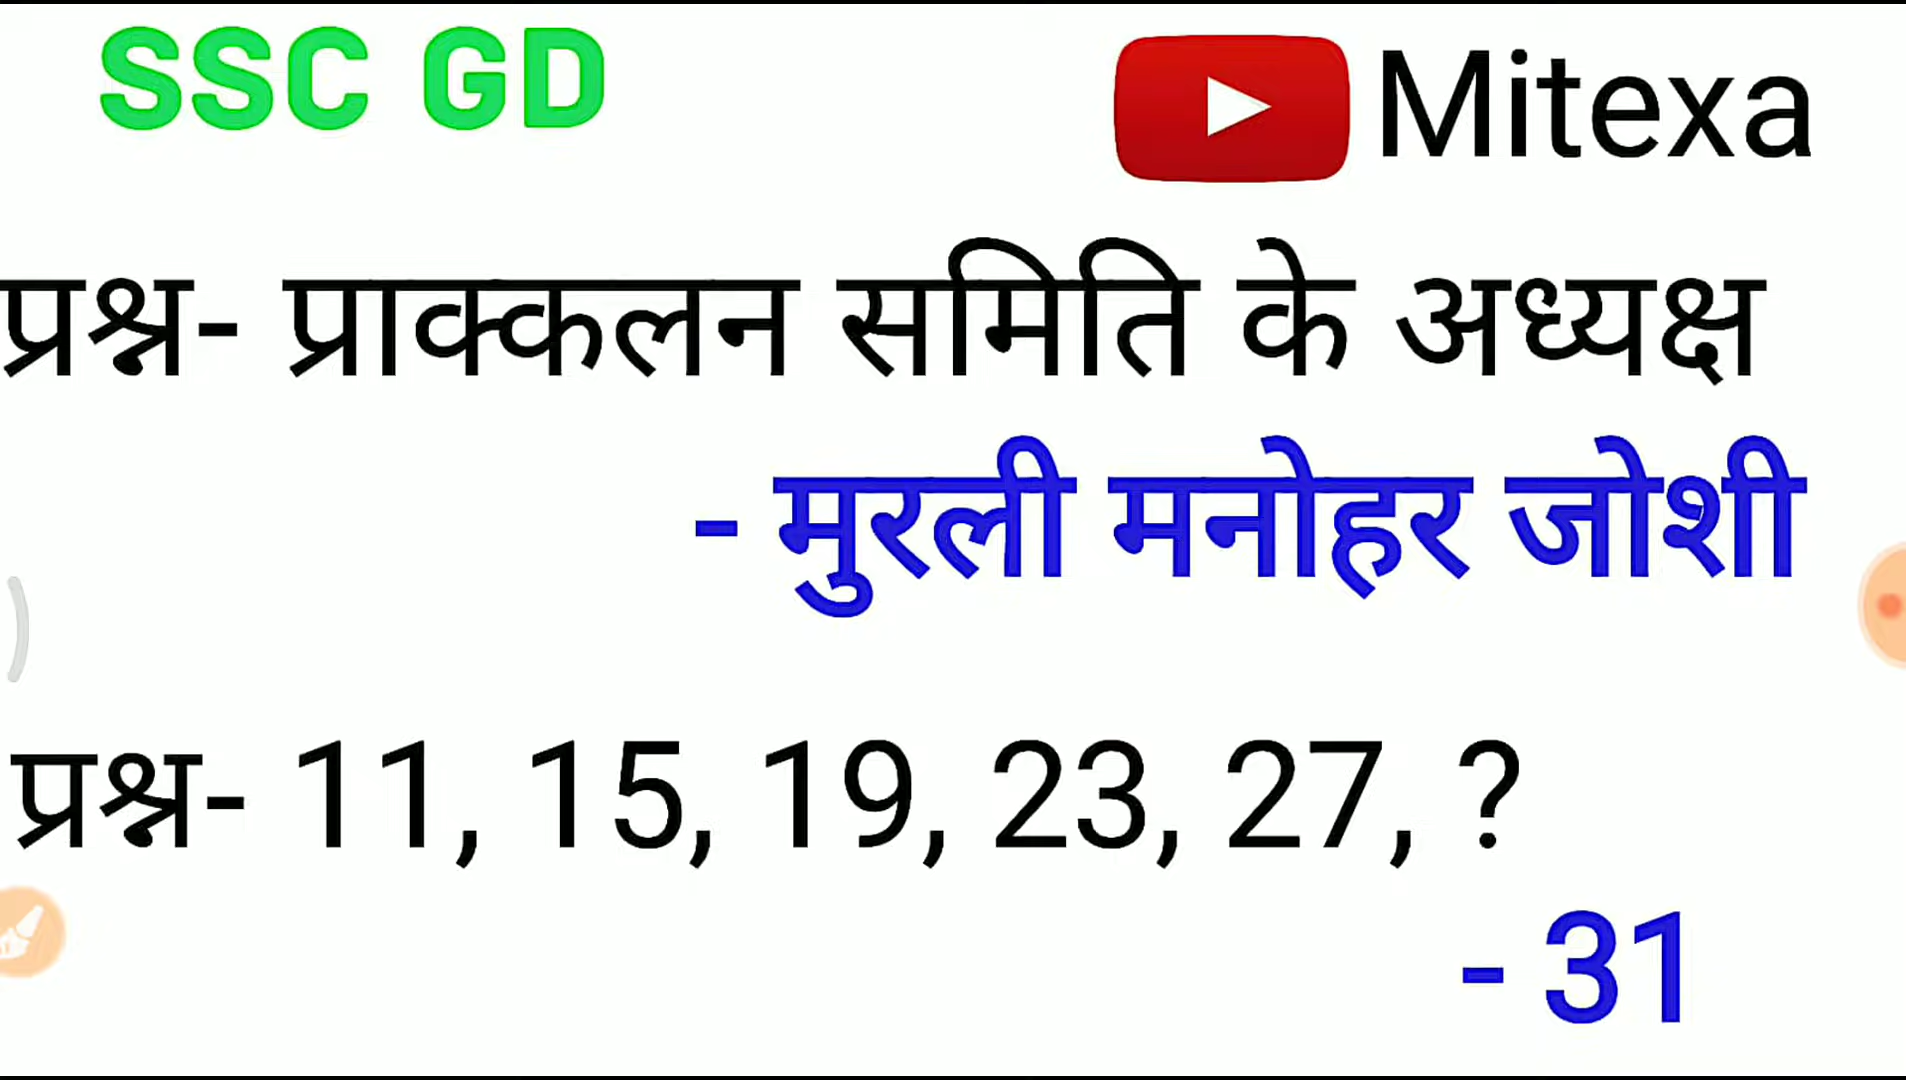 SSC GD
Mitexa
प्रश्न- प्राक्कलन समिति के अध्यक्ष
- मुरली मनोहर जोशी
प्रश्न- 11, 15, 19, 23, 27, ?
- 31